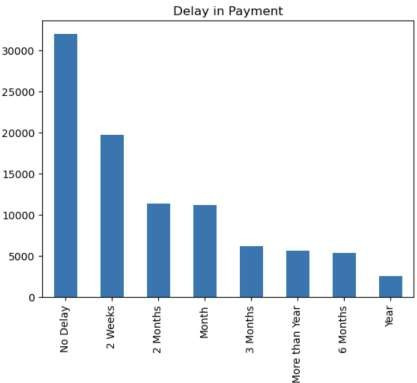 Delay in Payment
30000
25000
20000
15000
10000
5000
0
No Delay
2 Weeks
2 Months
Month
3 Months
More than Year
6 Months
Year